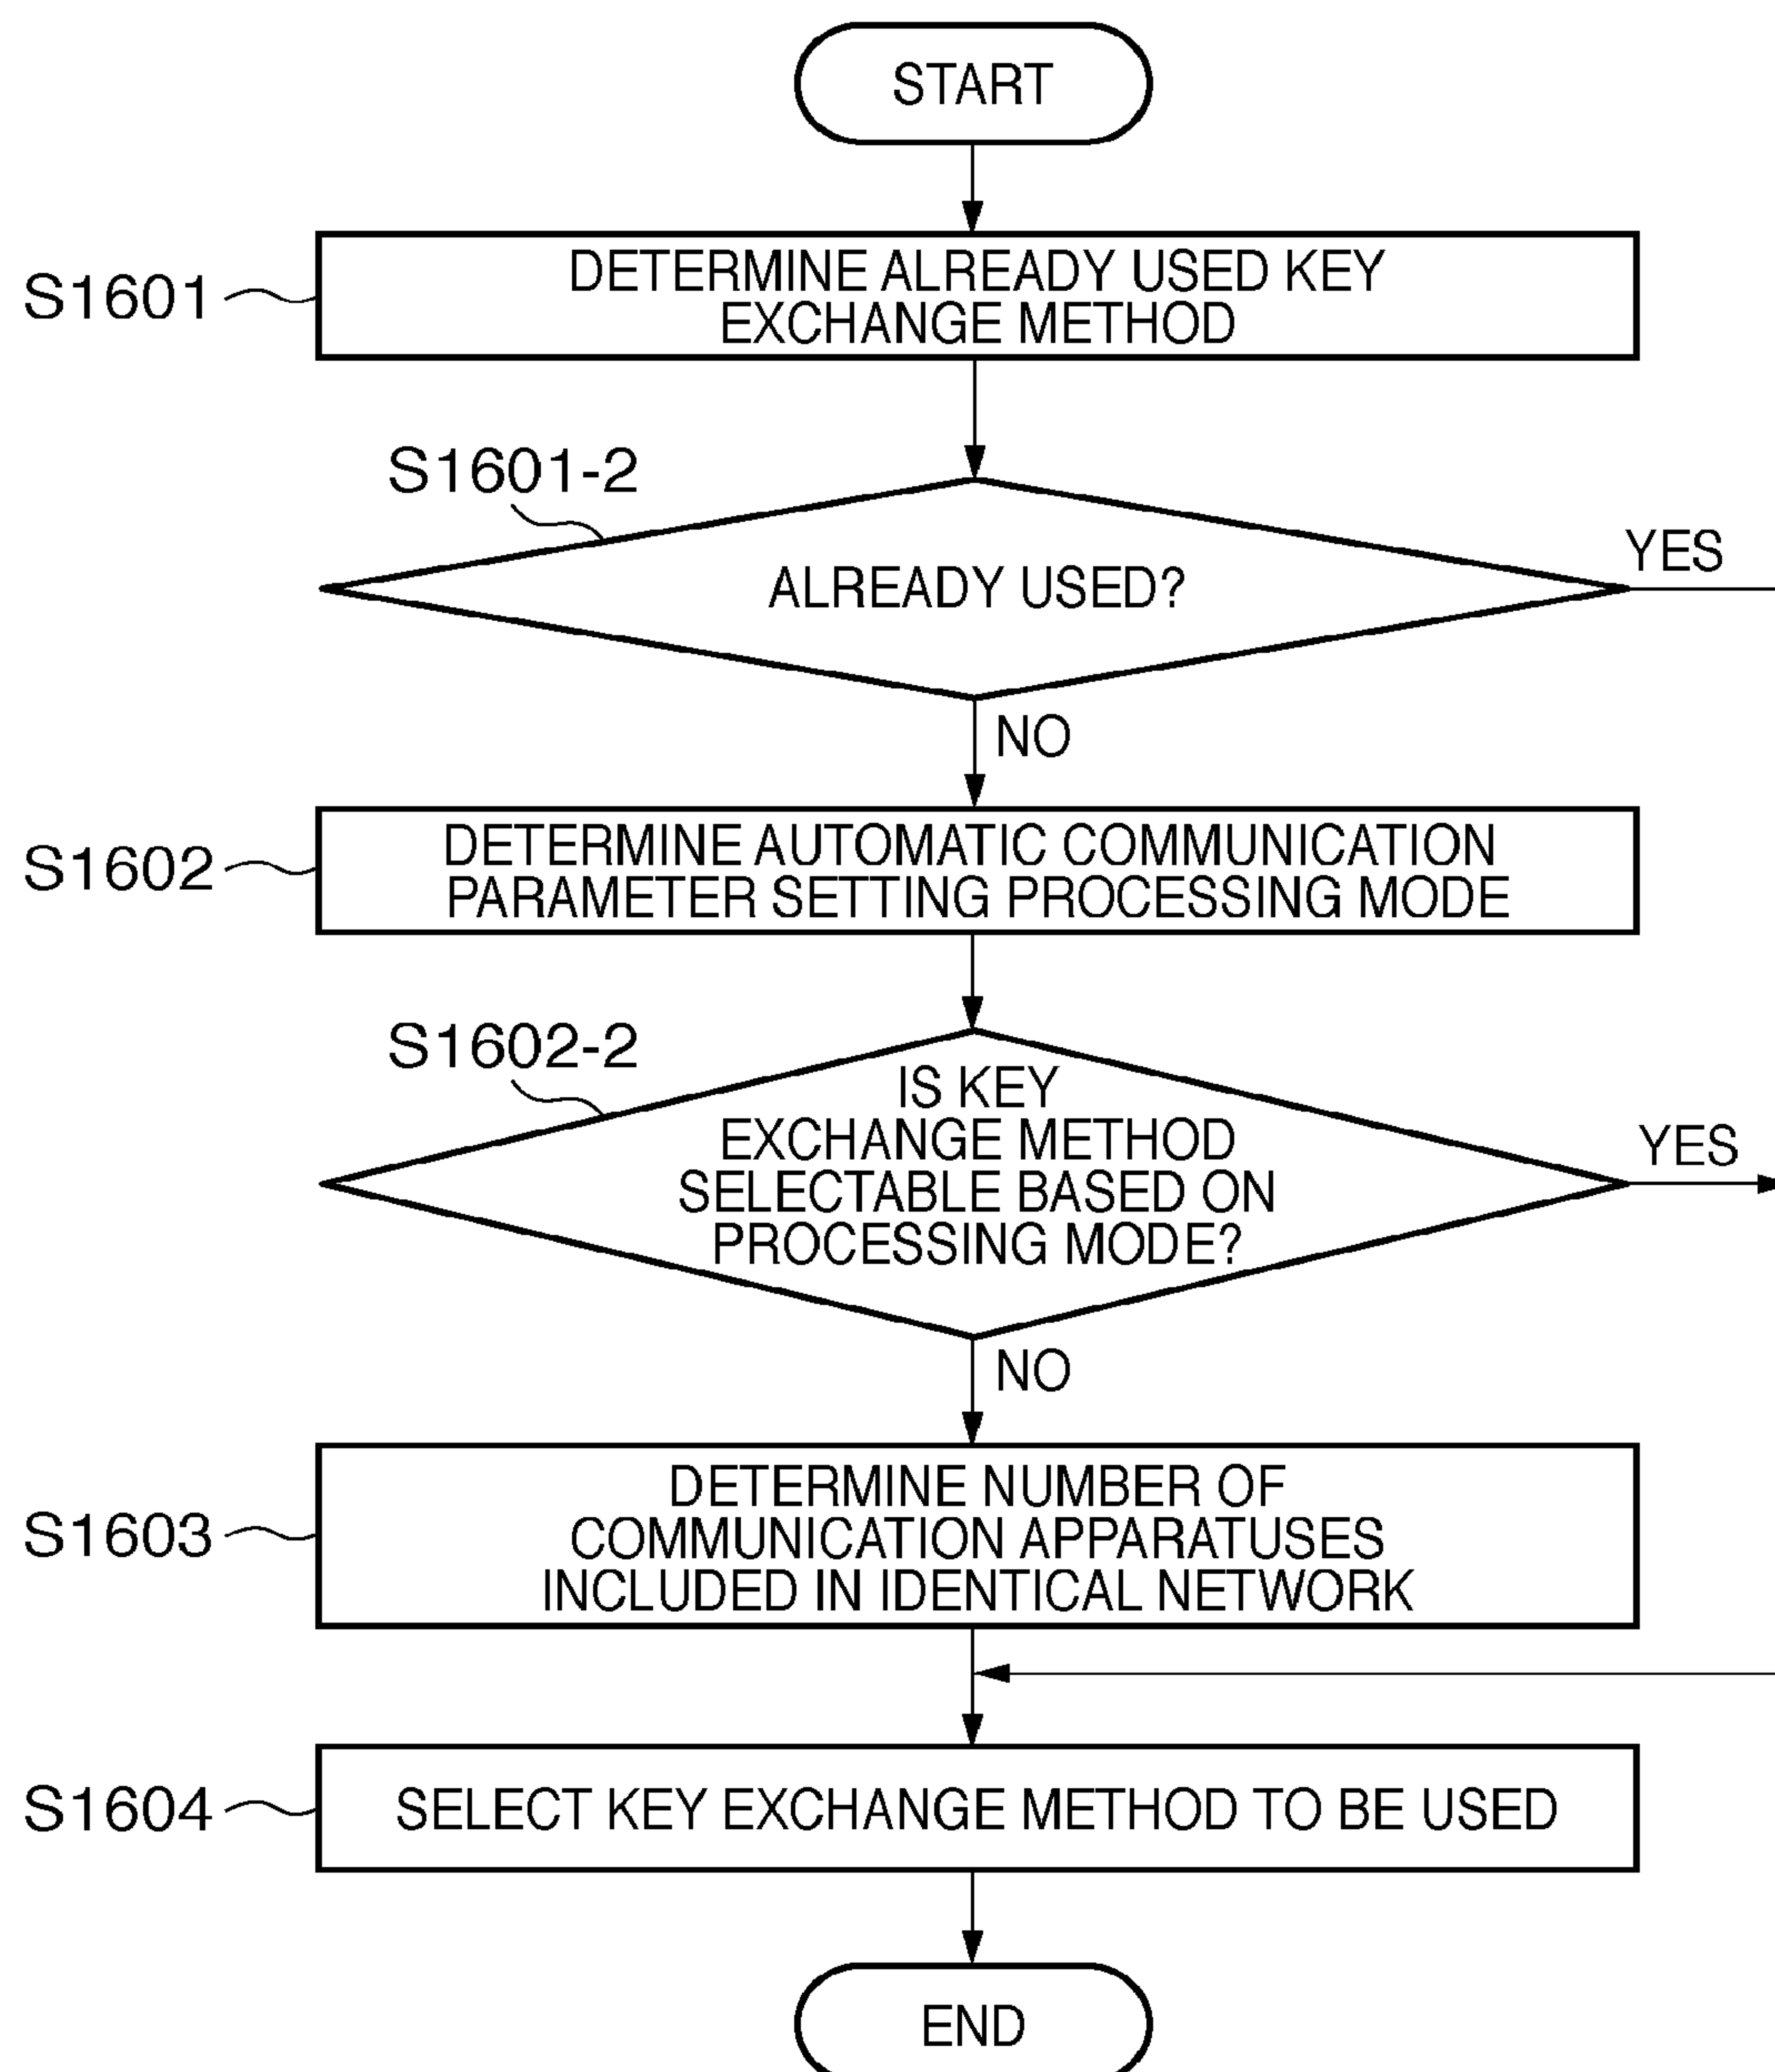 START
S1601
DETERMINE ALREADY USED KEY
EXCHANGE METHOD
S1601-2
ALREADY USED?
YES
NO
S1602
DETERMINE AUTOMATIC COMMUNICATION
PARAMETER SETTING PROCESSING MODE
S1602-2
IS KEY
EXCHANGE METHOD
SELECTABLE BASED ON
PROCESSING MODE?
YES
NO
S1603
DETERMINE NUMBER OF
COMMUNICATION APPARATUSES
INCLUDED IN IDENTICAL NETWORK
S1604
SELECT KEY EXCHANGE METHOD TO BE USED
END